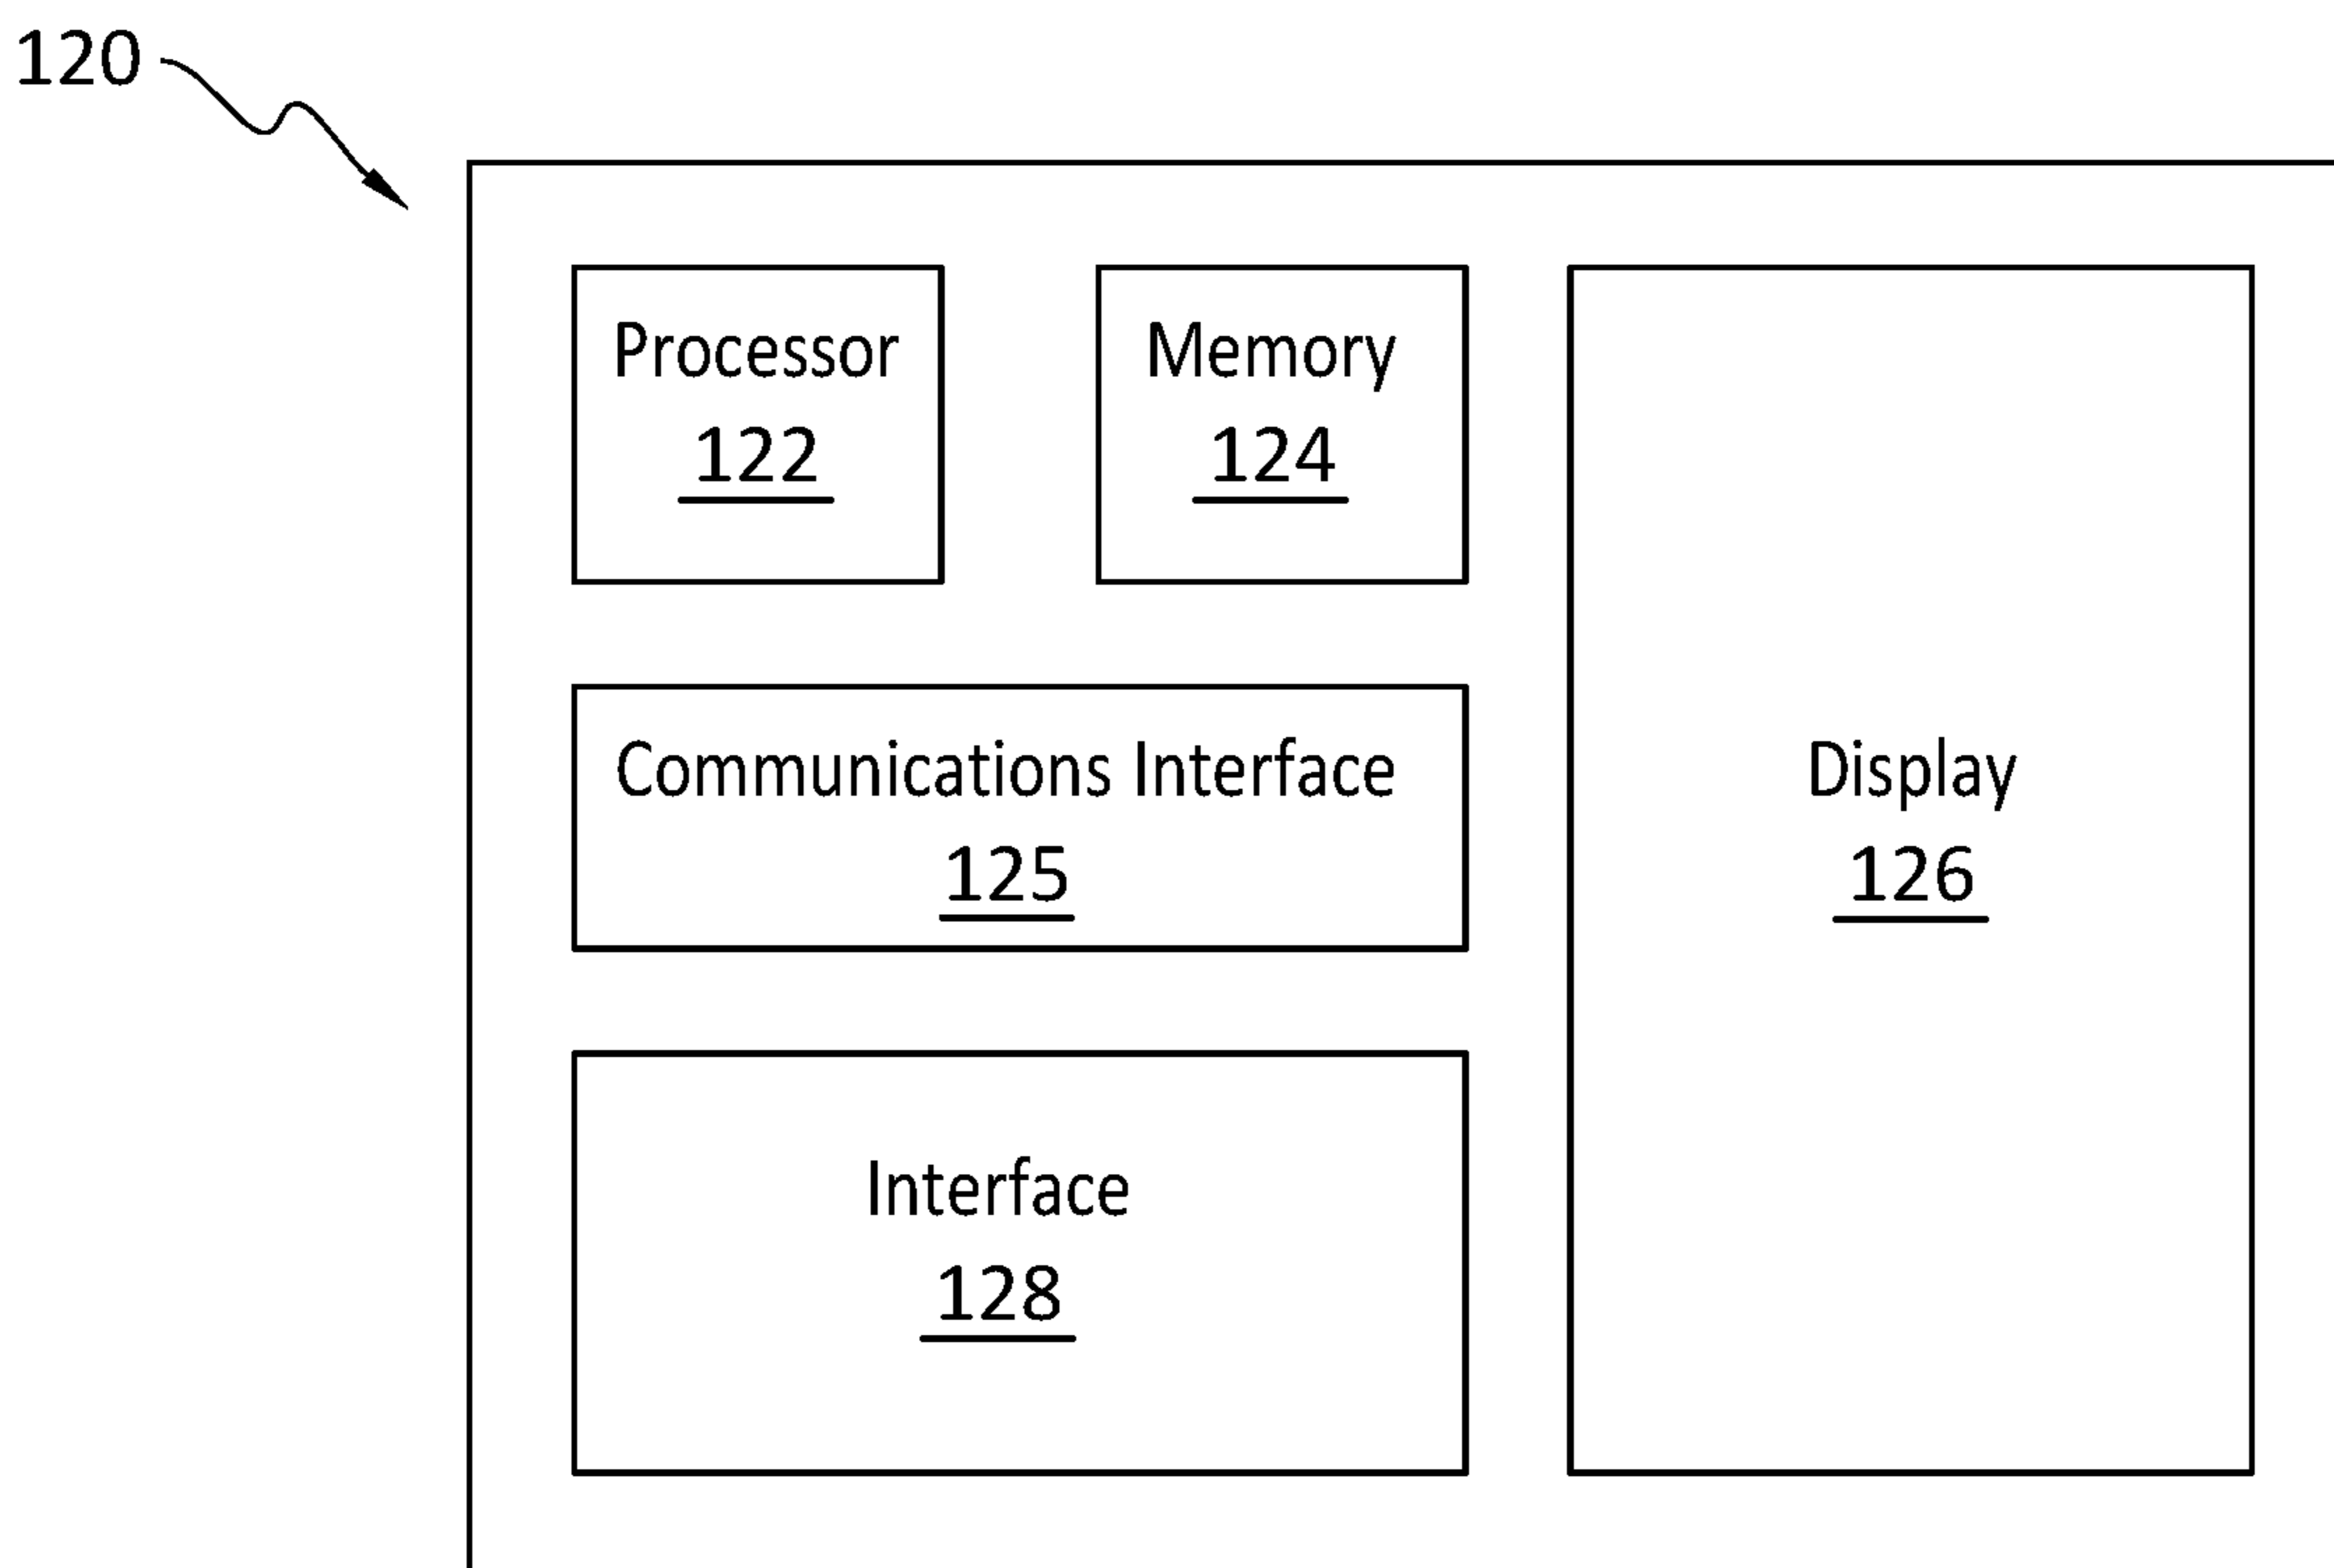 120
Processor
122
Memory
124
Communications Interface
125
Display
126
Interface
128